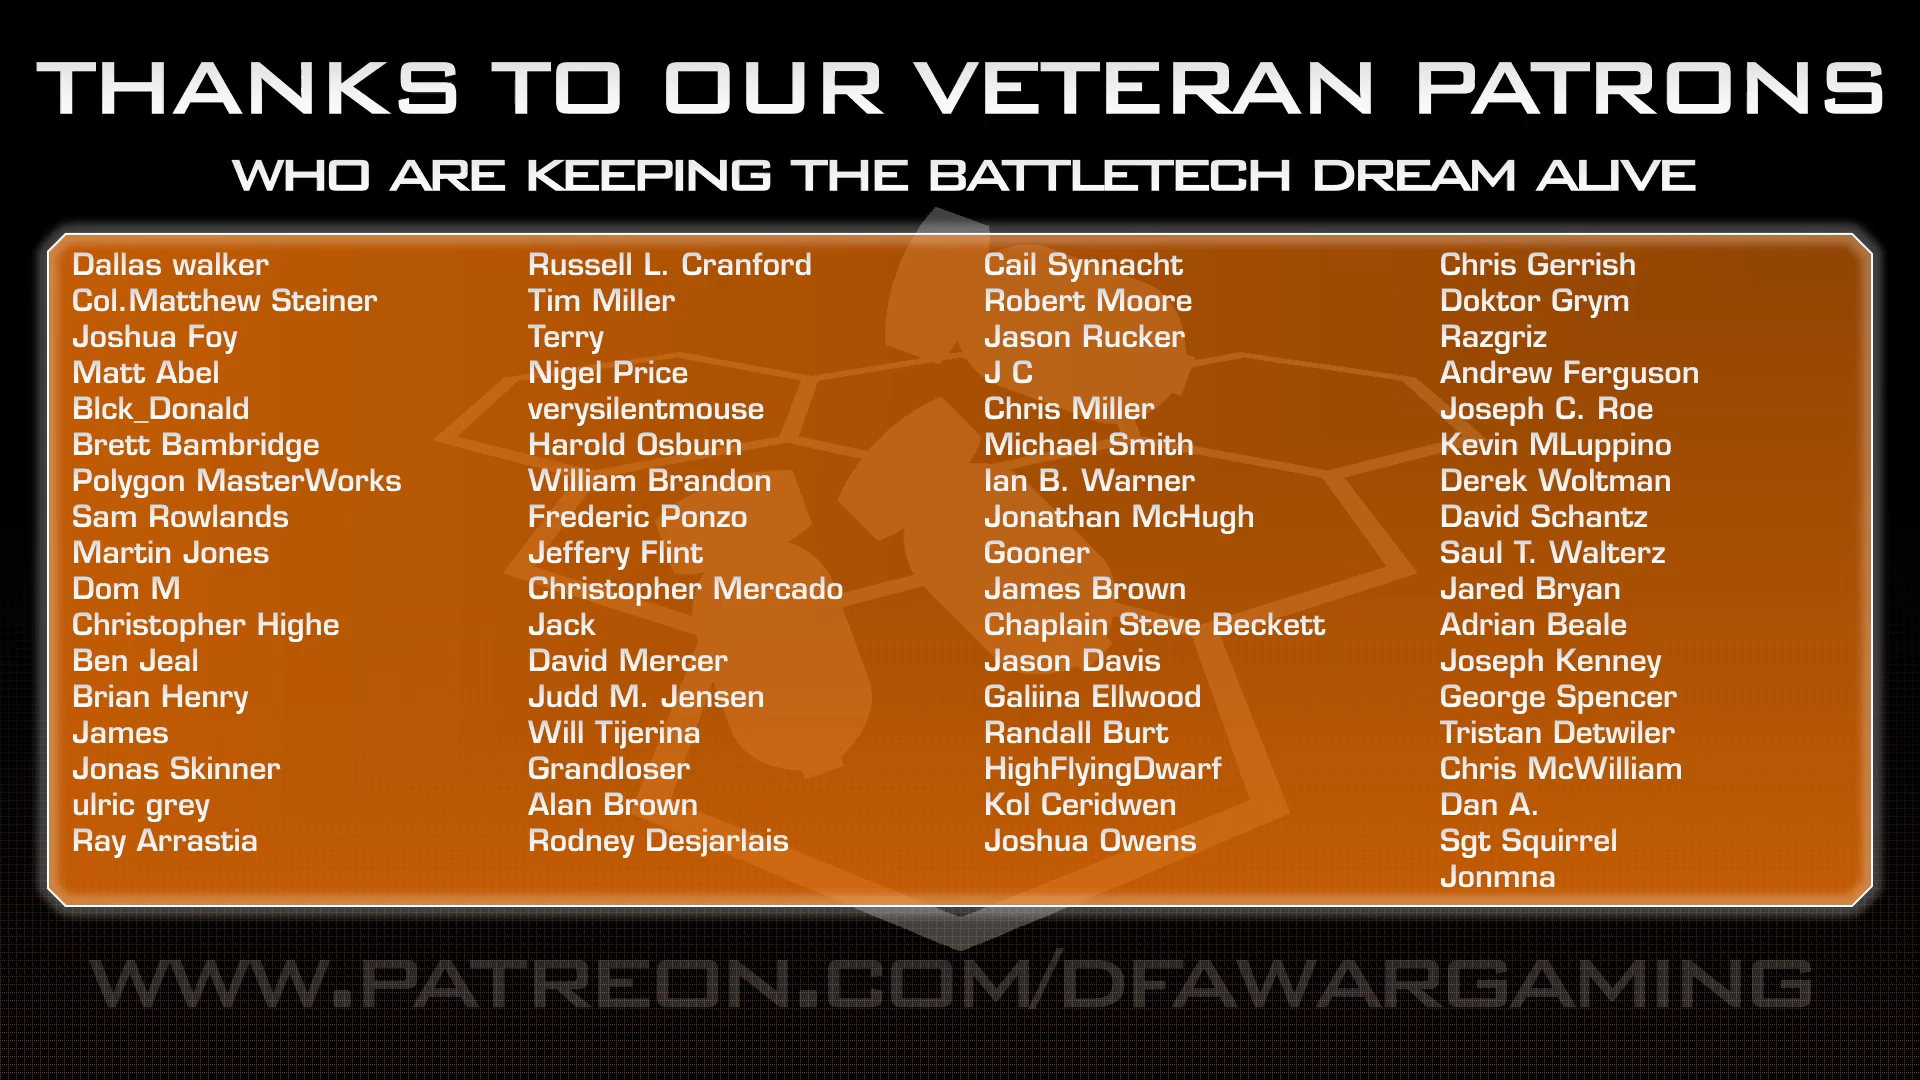 THANKS TO OUR VETERAN PATRONS
WHO ARE KEEPING THE BATTLETECH DREAM ALIVE
Dallas walker
Col.Matthew Steiner
Joshua Foy
Matt Abel
Blck_Donald
Brett Bambridge
Polygon MasterWorks
Sam Rowlands
Martin Jones
Dom M
Christopher Highe
Ben Jeal
Brian Henry
James
Jonas Skinner
ulric grey
Ray Arrastia
Russell L. Cranford
Tim Miller
Terry
Nigel Price
verysilentmouse
Harold Osburn
William Brandon
Frederic Ponzo
Jeffery Flint
Christopher Mercado
Jack
David Mercer
Judd M. Jensen
Will Tijerina
Grandloser
Alan Brown
Rodney Desjarlais
Cail Synnacht
Robert Moore
Jason Rucker
J C
Chris Miller
Michael Smith
Ian B. Warner
Jonathan McHugh
Gooner
James Brown
Chaplain Steve Beckett
Jason Davis
Galiina Ellwood
Randall Burt
HighFlyingDwarf
Kol Ceridwen
Joshua Owens
Chris Gerrish
Doktor Grym
Razgriz
Andrew Ferguson
Joseph C. Roe
Kevin MLuppino
Derek Woltman
David Schantz
Saul T. Walterz
Jared Bryan
Adrian Beale
Joseph Kenney
George Spencer
Tristan Detwiler
Chris McWilliam
Dan A.
Sgt Squirrel
Jonmna
WWW.PATREON.COM/DFAWARGAMING